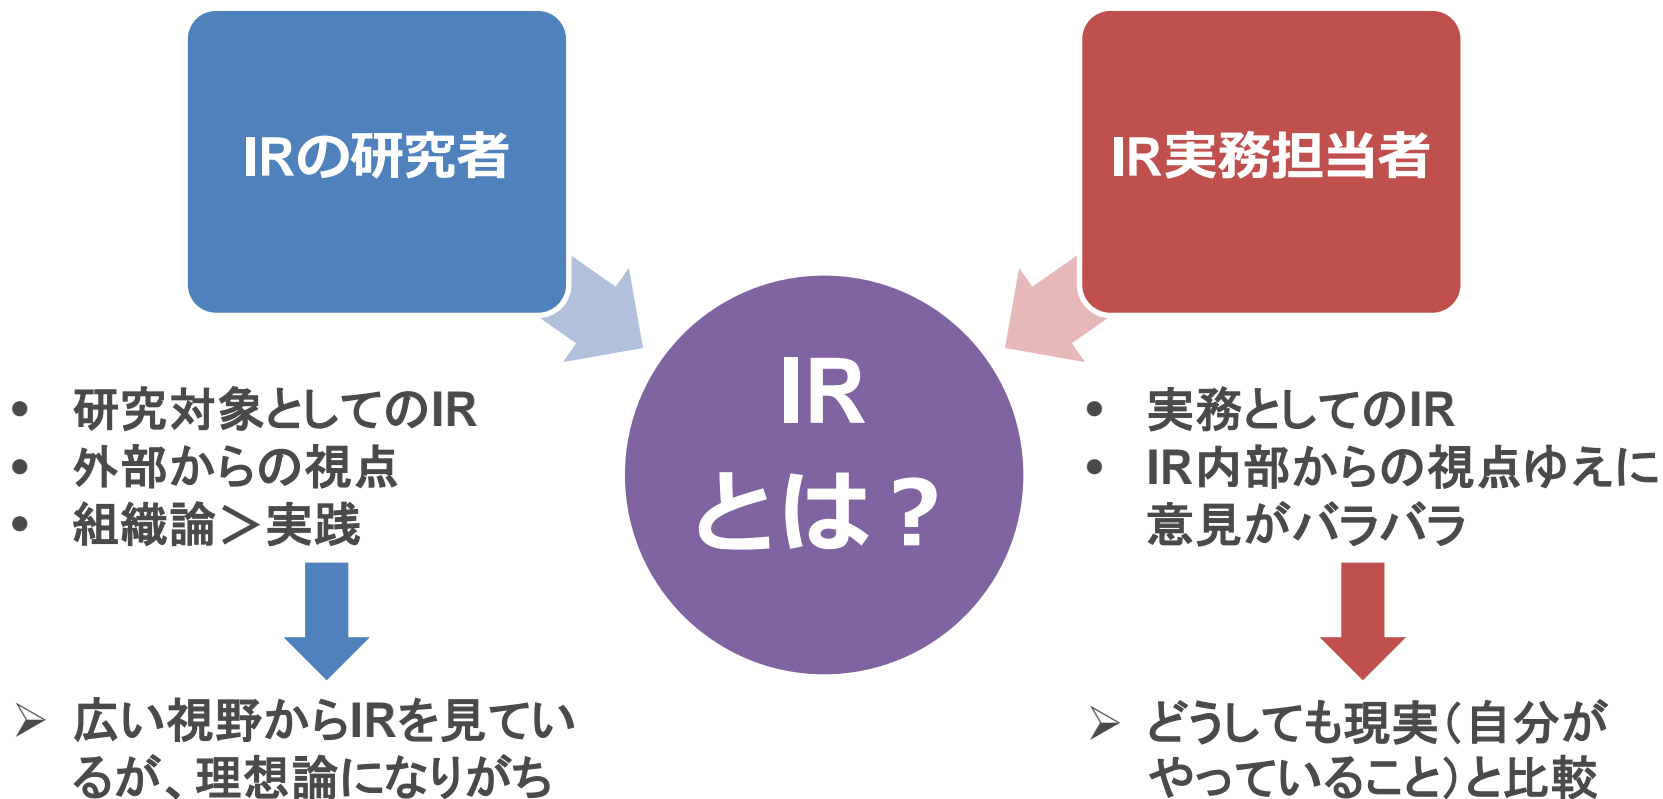 IRの研究者
IR実務担当者
IR
とは？
• 研究対象としてのIR
• 外部からの視点
• 組織論＞実践
➢ 広い視野からIRを見てい
るが、理想論になりがち
• 実務としてのIR
• IR内部からの視点ゆえに
意見がバラバラ
➢ どうしても現実（自分が
やっていること）と比較